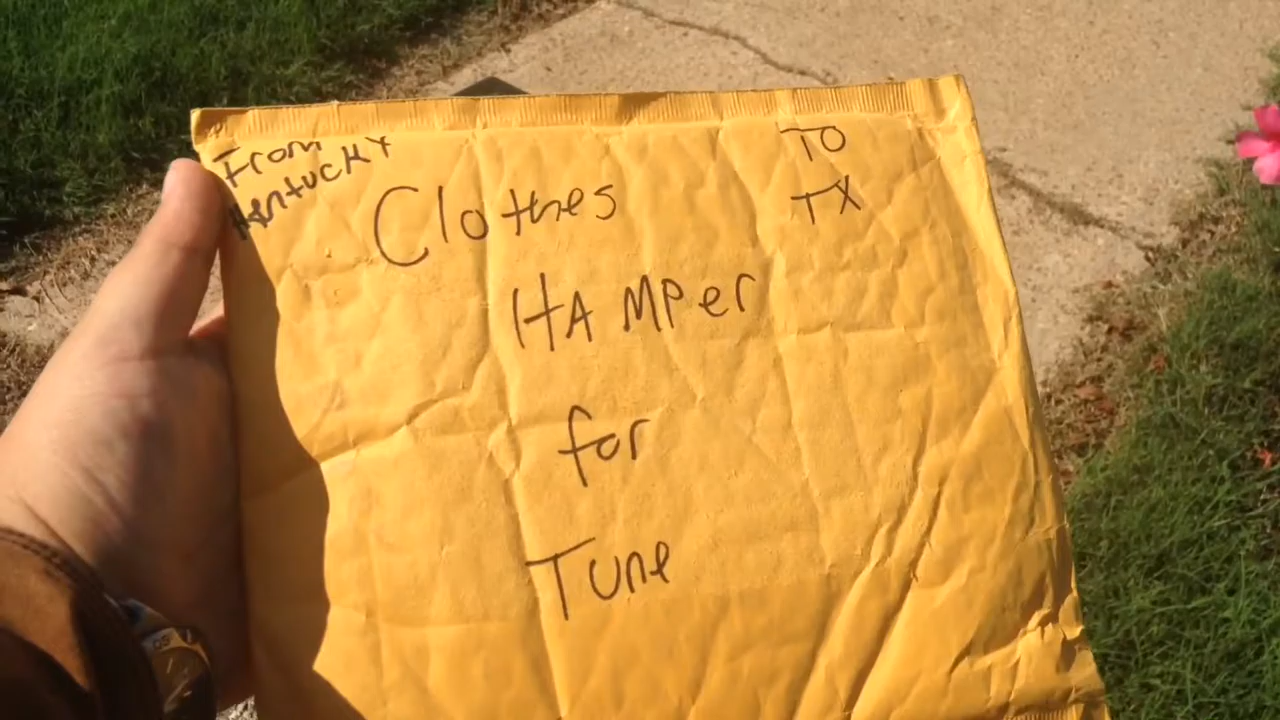 From
Kentucky
TO
TX
Clothes
HAMPer
for
Tune